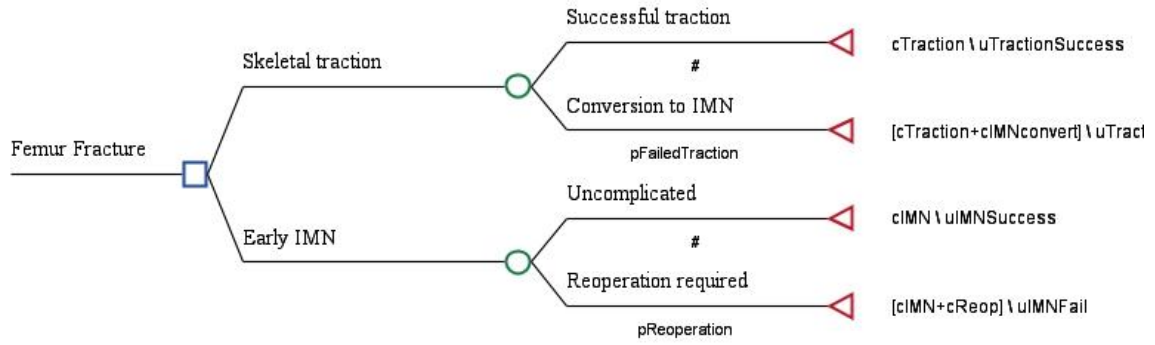 Successful traction
cTraction \ uTractionSuccess
#
Skeletal traction
Conversion to IMN
[cTraction+cIMNconvert] \ uTract
pFailedTraction
Femur Fracture
Uncomplicated
cIMN \ uIMNSuccess
#
Early IMN
Reoperation required
[cIMN+cReop] \ uIMNFail
pReoperation